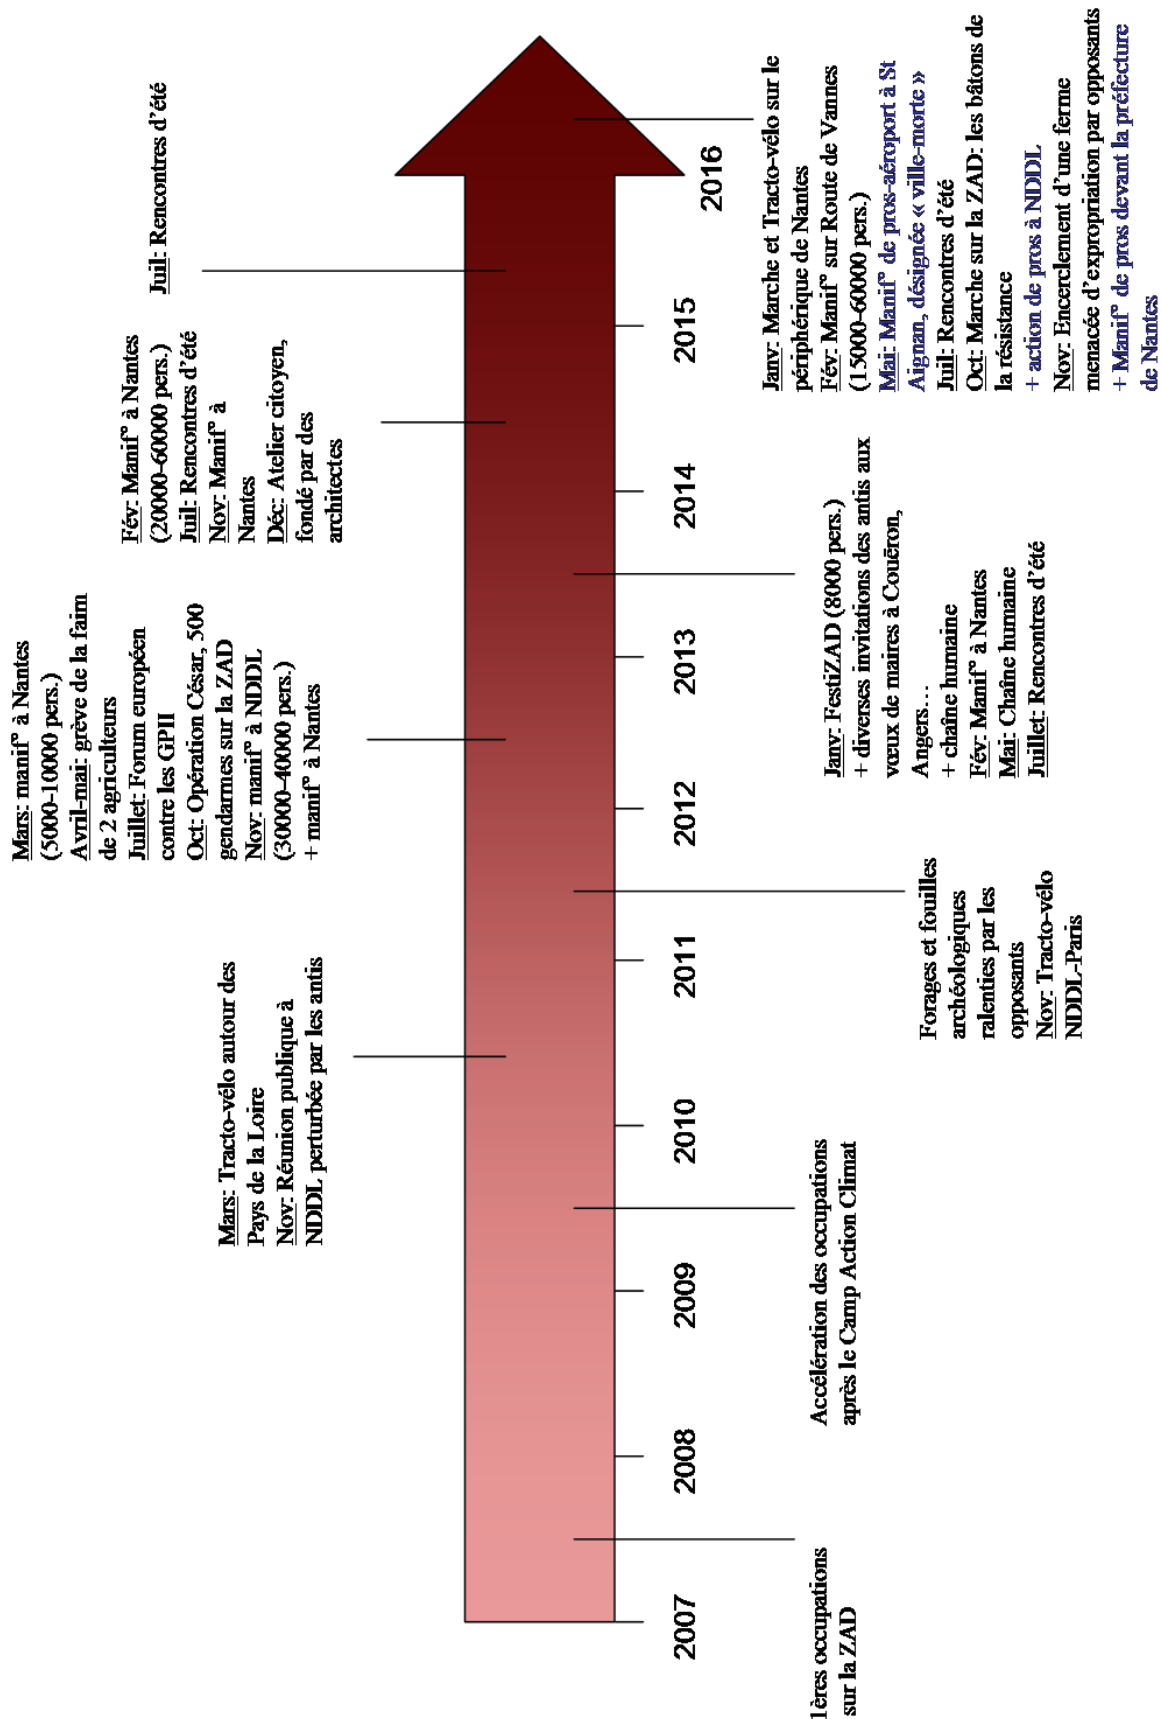 Mars: manif° à Nantes
(5000-10000 pers.)
Avril-mai: grève de la faim
de 2 agriculteurs
Juillet: Forum européen
contre les GPII
Oct: Opération César, 500
gendarmes sur la ZAD
Nov: manif° à NDDL
(30000-40000 pers.)
+ manif° à Nantes
Fév: Manif° à Nantes
(20000-60000 pers.)
Juil: Rencontres d'été
Nov: Manif° à
Nantes
Déc: Atelier citoyen,
fondé par des
architectes
Juil: Rencontres d'été
Mars: Tracto-vélo autour des
Pays de la Loire
Nov: Réunion publique à
NDDL perturbée par les antis
2007
2008
2009
2010
2011
2012
2013
2014
2015
2016
1ères occupations
sur la ZAD
Accélération des occupations
après le Camp Action Climat
Forages et fouilles
archéologiques
ralenties par les
opposants
Nov: Tracto-vélo
NDDL-Paris
Janv: FestiZAD (8000 pers.)
+ diverses invitations des antis aux
vœux de maires à Couëron,
Angers…
+ chaîne humaine
Fév: Manif° à Nantes
Mai: Chaîne humaine
Juillet: Rencontres d'été
Janv: Marche et Tracto-vélo sur le
périphérique de Nantes
Fév: Manif° sur Route de Vannes
(15000-60000 pers.)
Mai: Manif° de pros-aéroport à St
Aignan, désignée « ville-morte »
Juil: Rencontres d'été
Oct: Marche sur la ZAD: les bâtons de
la résistance
+ action de pros à NDDL
Nov: Encerclement d'une ferme
menacée d'expropriation par opposants
+ Manif° de pros devant la préfecture
de Nantes